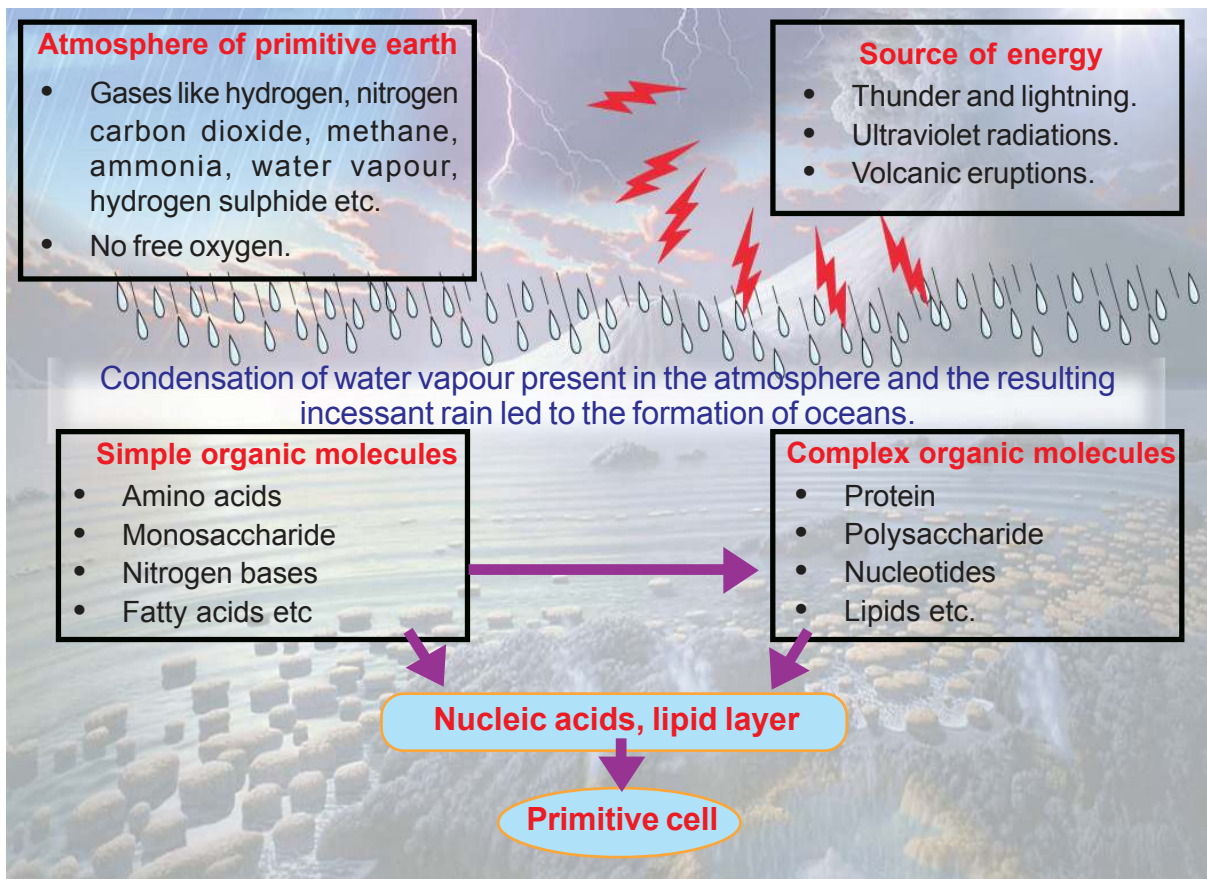 Atmosphere of primitive earth
• Gases like hydrogen, nitrogen
carbon dioxide, methane,
ammonia, water vapour,
hydrogen sulphide etc.
• No free oxygen.
Source of energy
• Thunder and lightning.
• Ultraviolet radiations.
• Volcanic eruptions.
Condensation of water vapour present in the atmosphere and the resulting
incessant rain led to the formation of oceans.
Simple organic molecules
• Amino acids
• Monosaccharide
• Nitrogen bases
• Fatty acids etc
Complex organic molecules
• Protein
• Polysaccharide
• Nucleotides
• Lipids etc.
Nucleic acids, lipid layer
Primitive cell